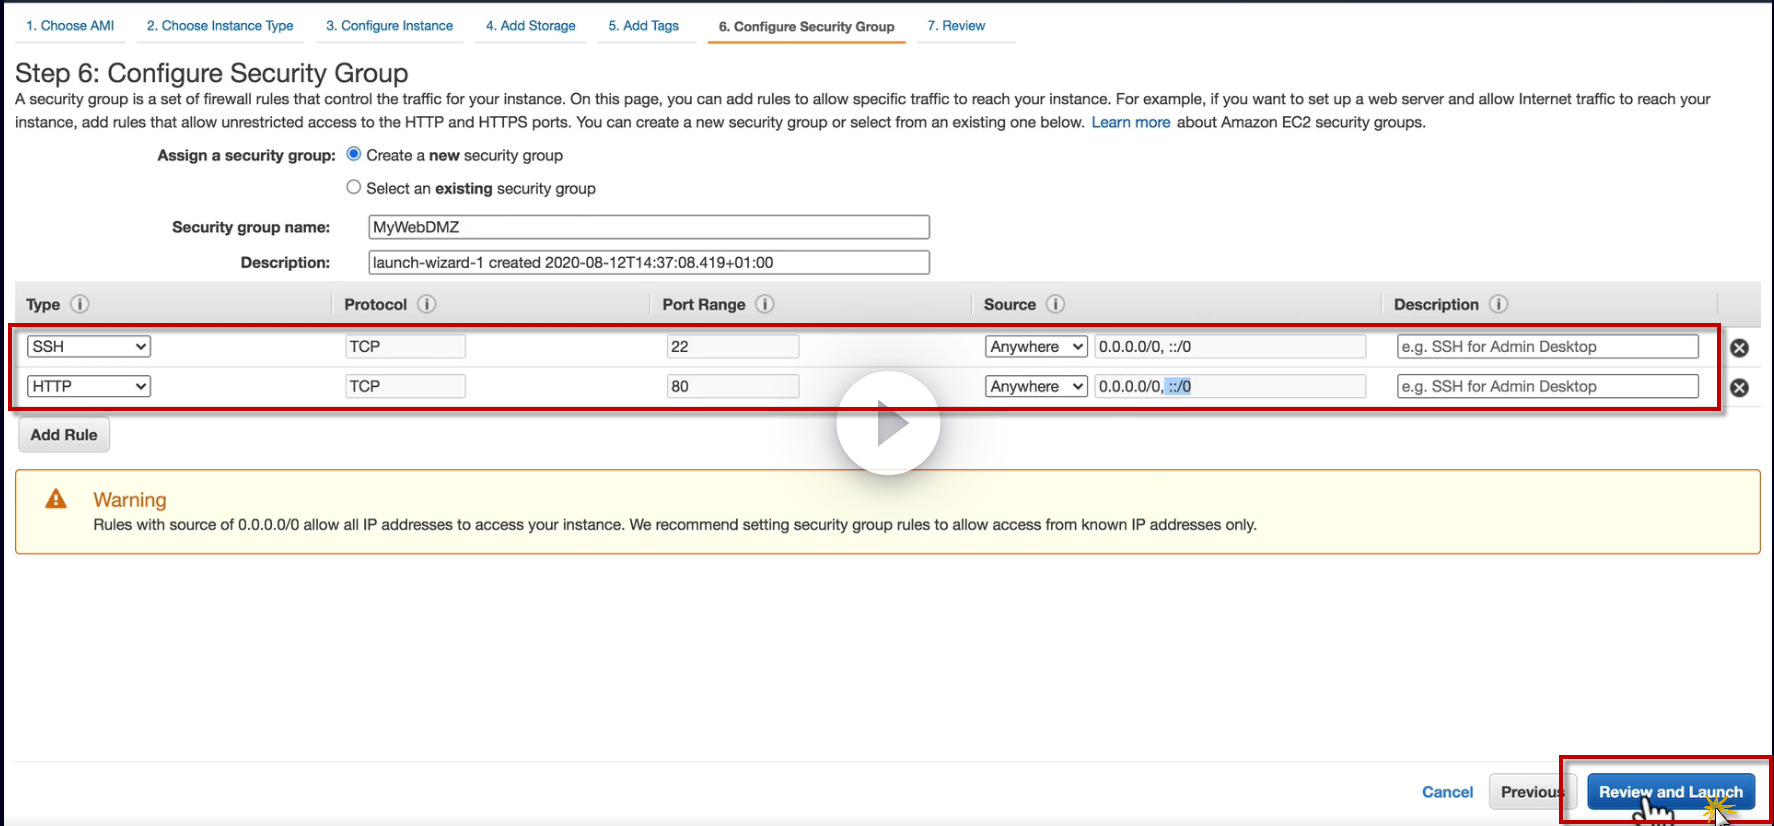 1. Choose AMI 2. Choose Instance Type 3. Configure Instance 4. Add Storage 5. Add Tags 6. Configure Security Group 7. Review
Step 6: Configure Security Group
A security group is a set of firewall rules that control the traffic for your instance. On this page, you can add rules to allow specific traffic to reach your instance. For example, if you want to set up a web server and allow Internet traffic to reach your
instance, add rules that allow unrestricted access to the HTTP and HTTPS ports. You can create a new security group or select from an existing one below. Learn more about Amazon EC2 security groups.
Assign a security group: Create a new security group
Select an existing security group
Security group name: MyWebDMZ
Description: launch-wizard-1 created 2020-08-12T14:37:08.419+01:00
Type i Protocol i Port Range i Source i Description i
SSH TCP 22 Anywhere 0.0.0.0/0, ::/0 e.g. SSH for Admin Desktop
HTTP TCP 80 Anywhere 0.0.0.0/0, ::/0 e.g. SSH for Admin Desktop
Add Rule
Warning
Rules with source of 0.0.0.0/0 allow all IP addresses to access your instance. We recommend setting security group rules to allow access from known IP addresses only.
Cancel Previous Review and Launch